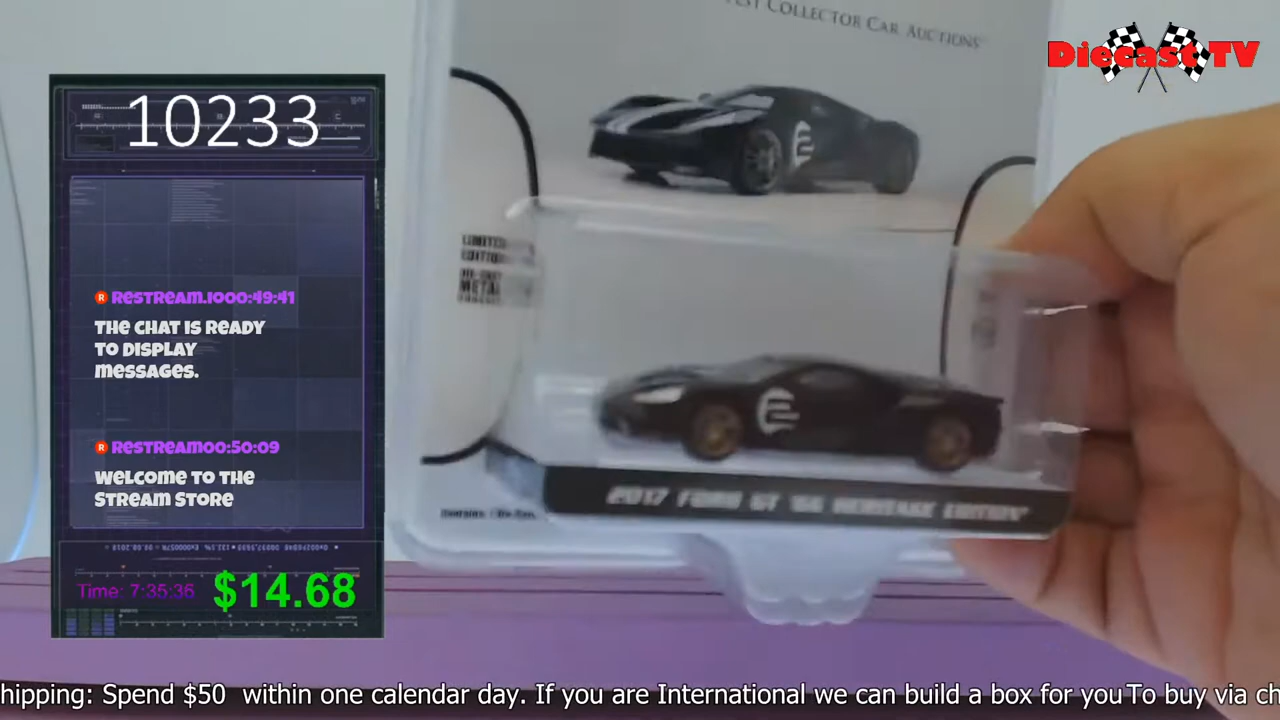 COLLECTOR CAR AUCTIONS
Diecast TV
10233
LIMITED
EDITION
DIE-CAST
METAL
RESTREAM.IO00:49:41
THE CHAT IS READY
TO DISPLAY
MESSAGES.
RESTREAM00:50:09
WELCOME TO THE
STREAM STORE
2017 FORD GT '66 HERITAGE EDITION
Time: 7:35:36
$14.68
hipping: Spend $50 within one calendar day. If you are International we can build a box for you To buy via ch